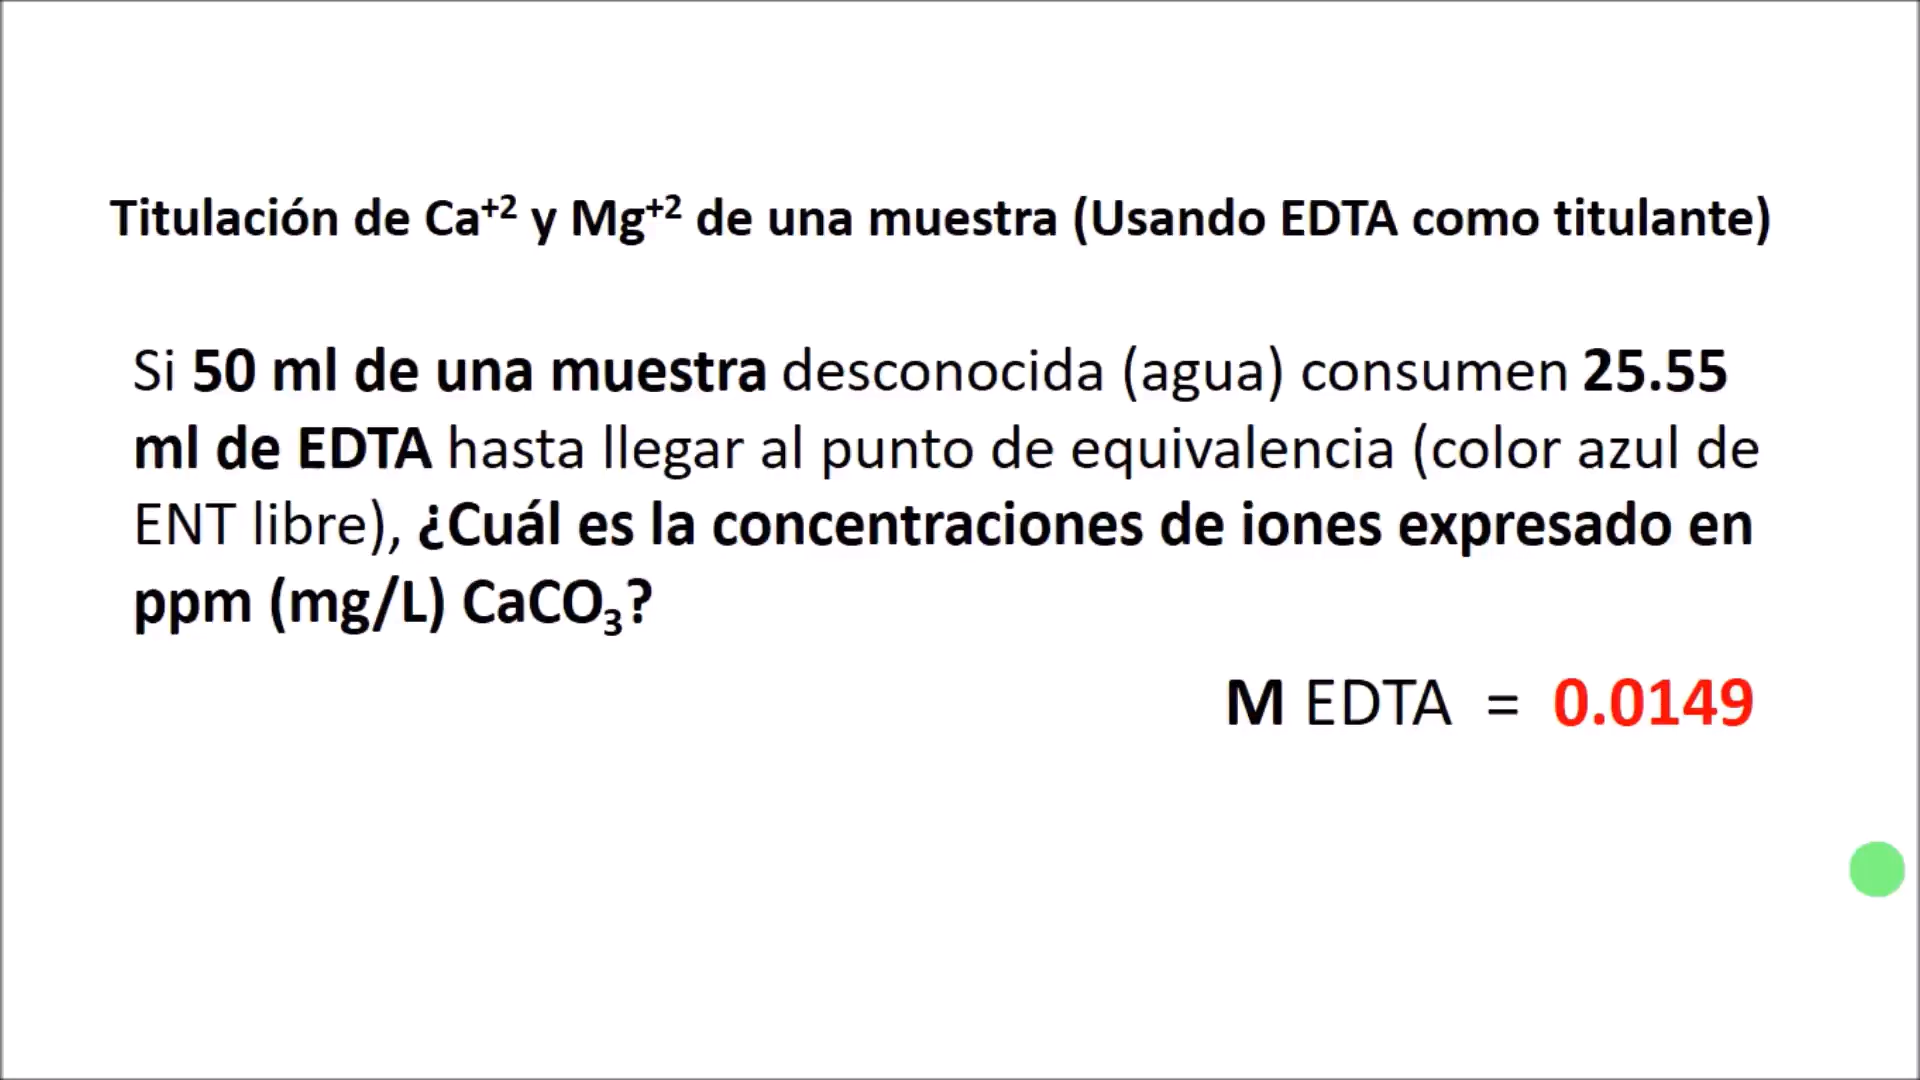 Titulación de Ca⁺² y Mg⁺² de una muestra (Usando EDTA como titulante)
Si 50 ml de una muestra desconocida (agua) consumen 25.55
ml de EDTA hasta llegar al punto de equivalencia (color azul de
ENT libre), ¿Cuál es la concentraciones de iones expresado en
ppm (mg/L) CaCO₃?
M EDTA = 0.0149